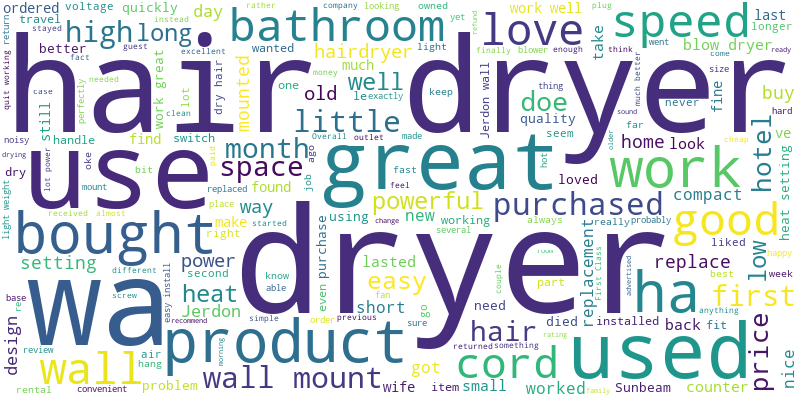 hair dryer
dryer
wa
use
great
work
used
product
bought
wall
good
love
speed
bathroom
ha
cord
high
long
little
space
month
purchased
powerful
hair
wall mount
first
price
hotel
low
doe
well
old
easy
heat
power
setting
way
Jerdon
design
mounted
hairdryer
replacement
replace
compact
quality
home
look
buy
fine
nice
take
blow dryer
work well
last
longer
ordered
voltage
quickly
day
looking
owned
yet
rather
company
instead
return
travel
stayed
guest
better
excellent
wanted
light
finally
blower
enough
think
plug
went
refund
come
ready
quit working
fact
case
perfectly
needed
still
work great
lot
dry hair
much
one
keep
Jerdon wall
thing
size
much better
hard
noisy
handle
find
switch
le
exactly
money
clean
Overall
outlet
made
never
seem
far
sound
older
cheap
ve
dry
oke
bit
paid
ago
job
fast
hot
loved
heat setting
drying
lot power
mount
replaced
found
feel
light weight
received
almost
place
make
right
started
using
new
working
change
always
several
really
probably
liked
best
week
happy
different
second
know
able
lasted
even
purchase
short
go
need
room
part
First Class
advertised
anything
base
screw
easy install
fan
couple
died
installed
back
fit
review
air
hang
recommend
simple
morning
order
previous
sure
got
returned
something
rental
convenient
problem
wife
item
small
worked
rating
Sunbeam
family
counter